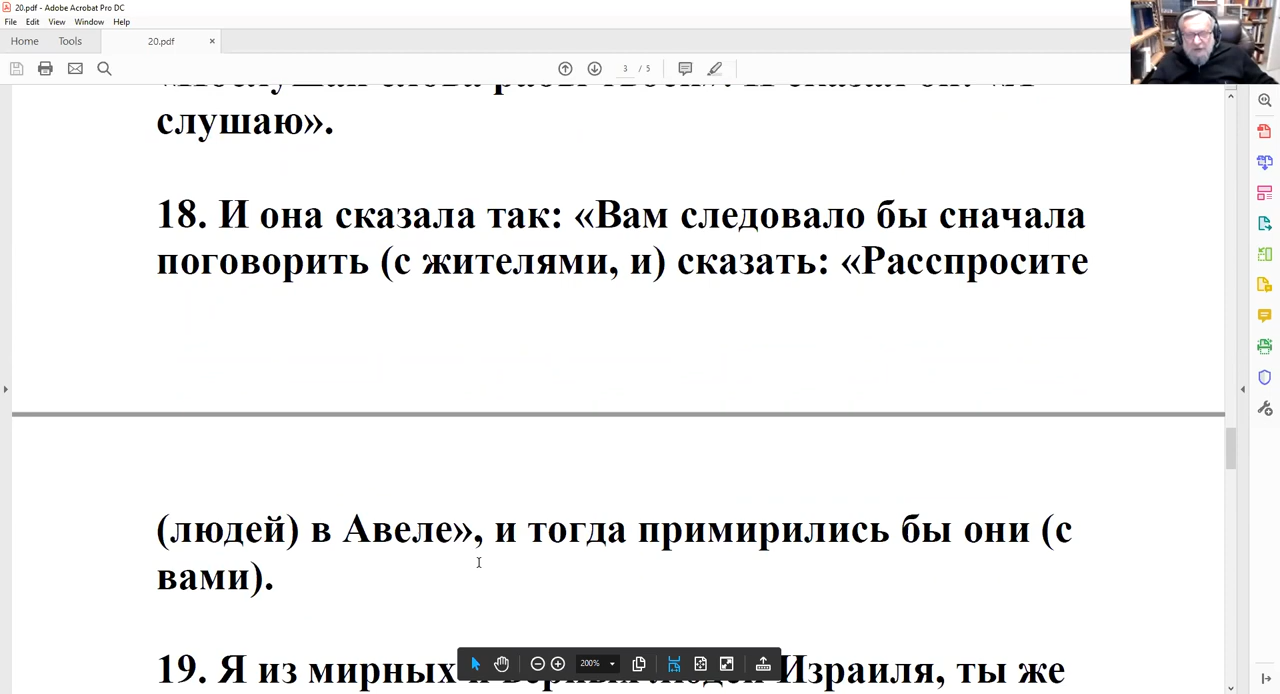 20.pdf - Adobe Acrobat Pro DC
File Edit View Window Help
Home Tools 20.pdf ×
3 / 5
слушаю».
18. И она сказала так: «Вам следовало бы сначала
поговорить (с жителями, и) сказать: «Расспросите
(людей) в Авеле», и тогда примирились бы они (с
вами).
19. Я из мирных Израиля, ты же
200%